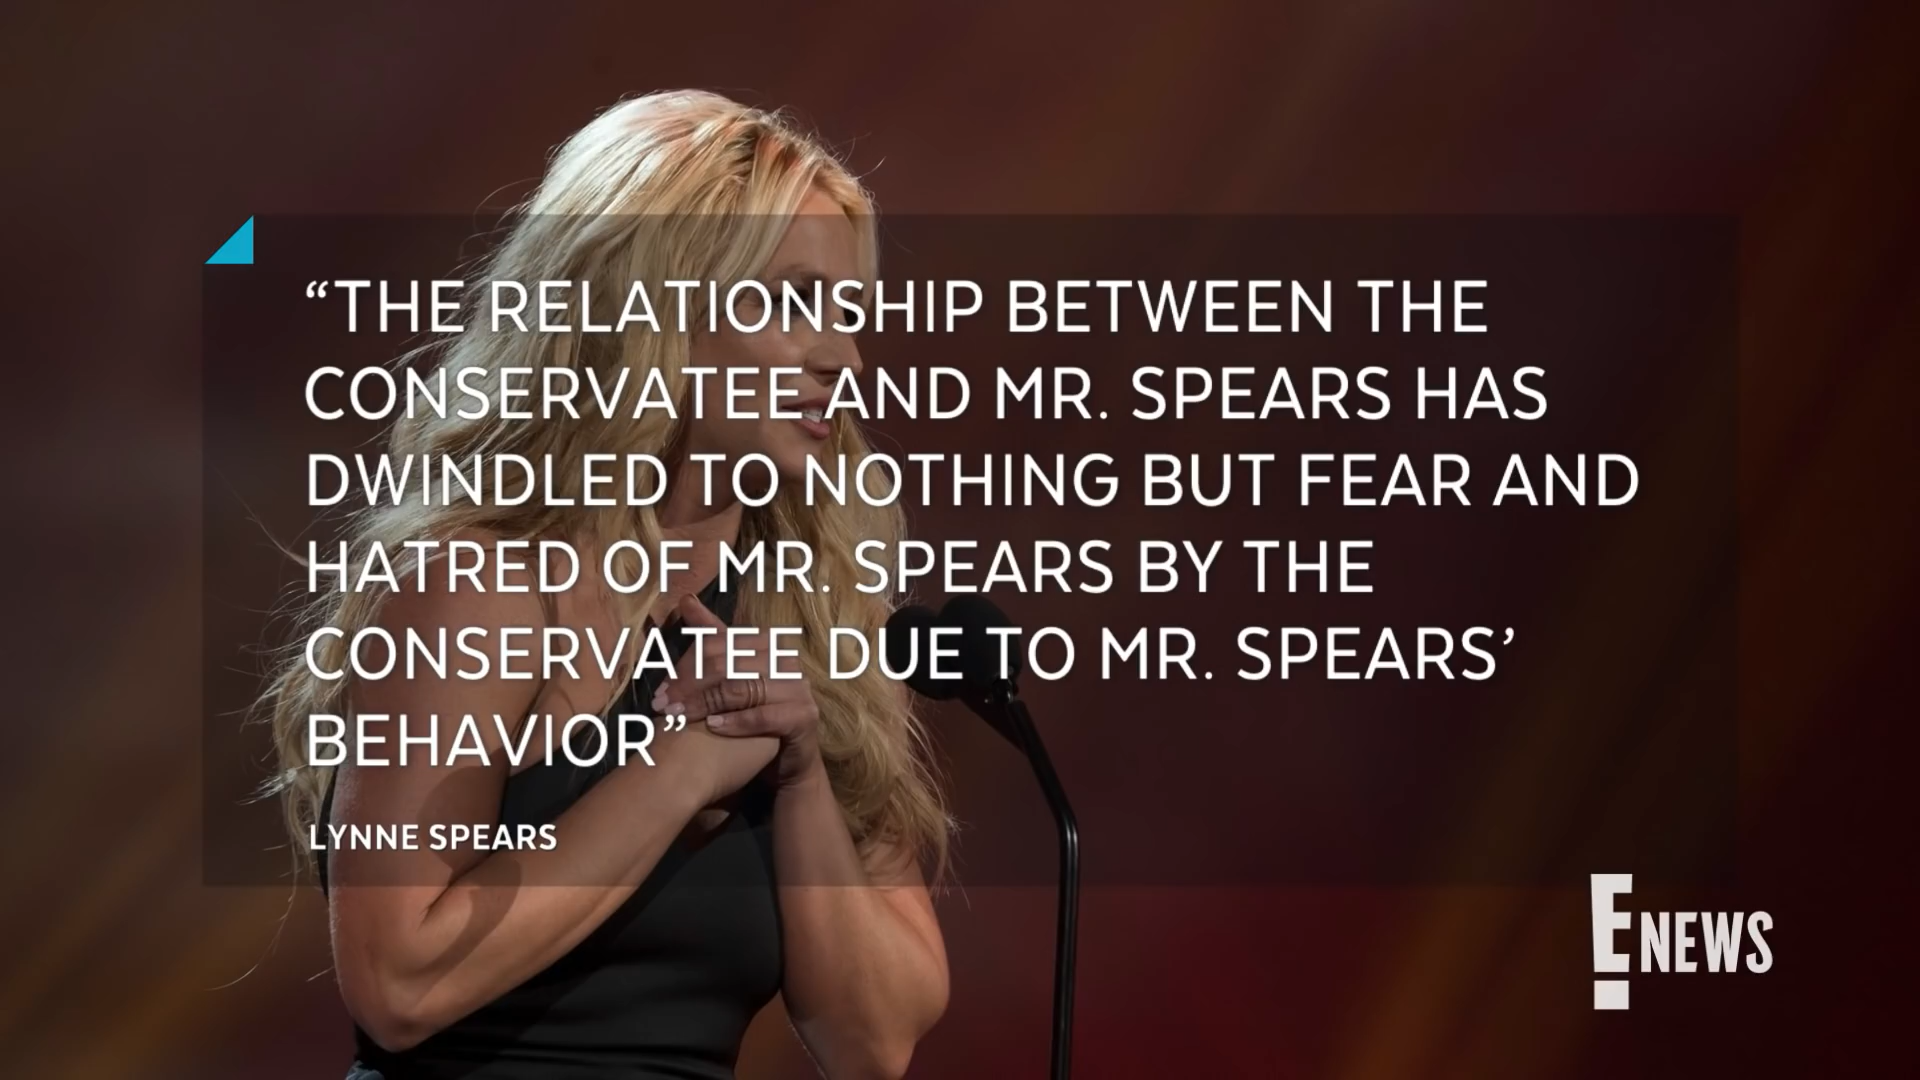 “THE RELATIONSHIP BETWEEN THE
CONSERVATEE AND MR. SPEARS HAS
DWINDLED TO NOTHING BUT FEAR AND
HATRED OF MR. SPEARS BY THE
CONSERVATEE DUE TO MR. SPEARS’
BEHAVIOR”
LYNNE SPEARS
E! NEWS